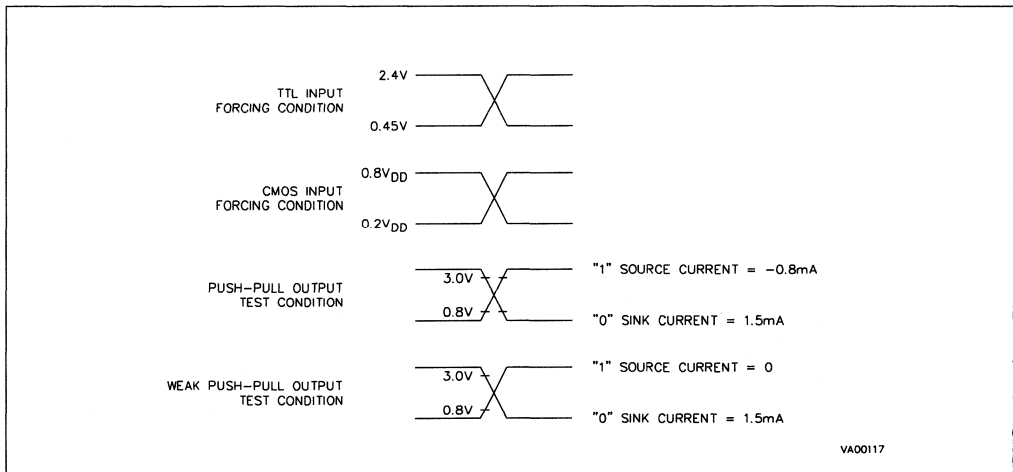 2.4V
TTL INPUT
FORCING CONDITION
0.45V
0.8VDD
CMOS INPUT
FORCING CONDITION
0.2VDD
PUSH-PULL OUTPUT
TEST CONDITION
3.0V
0.8V
"1" SOURCE CURRENT = -0.8mA
"0" SINK CURRENT = 1.5mA
WEAK PUSH-PULL OUTPUT
TEST CONDITION
3.0V
0.8V
"1" SOURCE CURRENT = 0
"0" SINK CURRENT = 1.5mA
VA00117